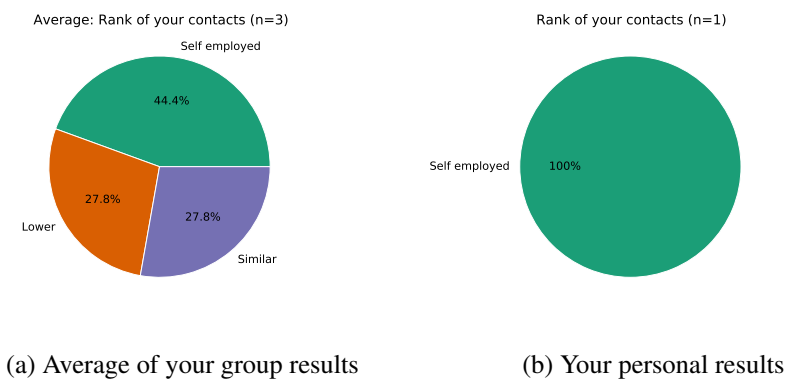 Average: Rank of your contacts (n=3)
Self employed
44.4%
27.8%
Lower
27.8%
Similar
(a) Average of your group results
Rank of your contacts (n=1)
Self employed
100%
(b) Your personal results